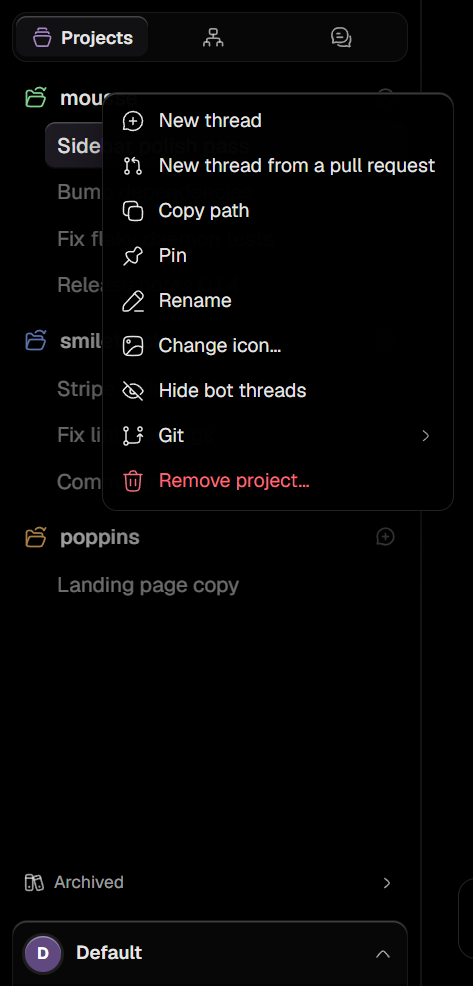 Projects
New thread
Side
New thread from a pull request
Copy path
Pin
Rename
Change icon...
Hide bot threads
Git
Remove project...
poppins
Landing page copy
Archived
D
Default